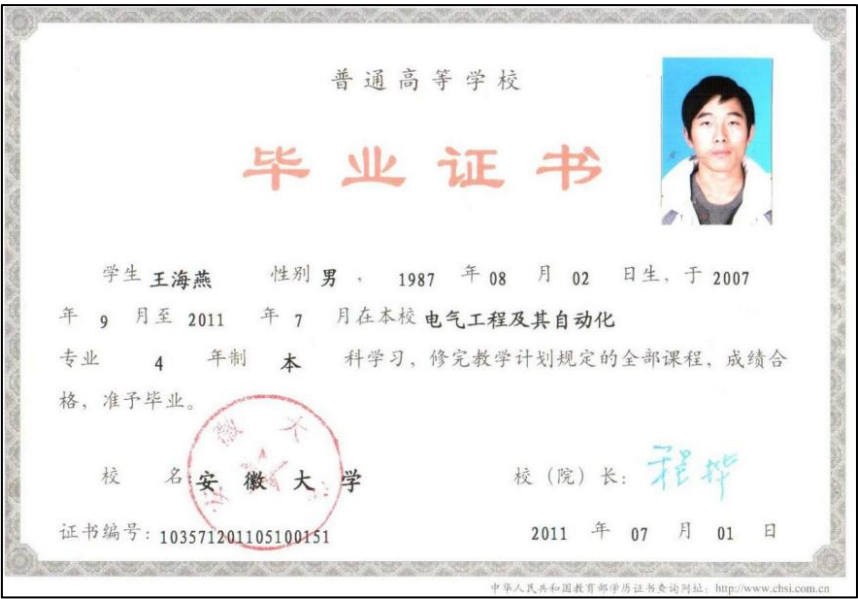 普通高等学校
毕业证书
学生 王海燕 性别 男 , 1987 年 08 月 02 日生, 于 2007
年 9 月至 2011 年 7 月在本校 电气工程及其自动化
专业 4 年制 本 科学习, 修完教学计划规定的全部课程, 成绩合
格, 准予毕业。
安徽大学
校 名: 安徽大学 校(院)长: 程桦
证书编号: 103571201105100151 2011 年 07 月 01 日
中华人民共和国教育部学历证书查询网址: http://www.chsi.com.cn